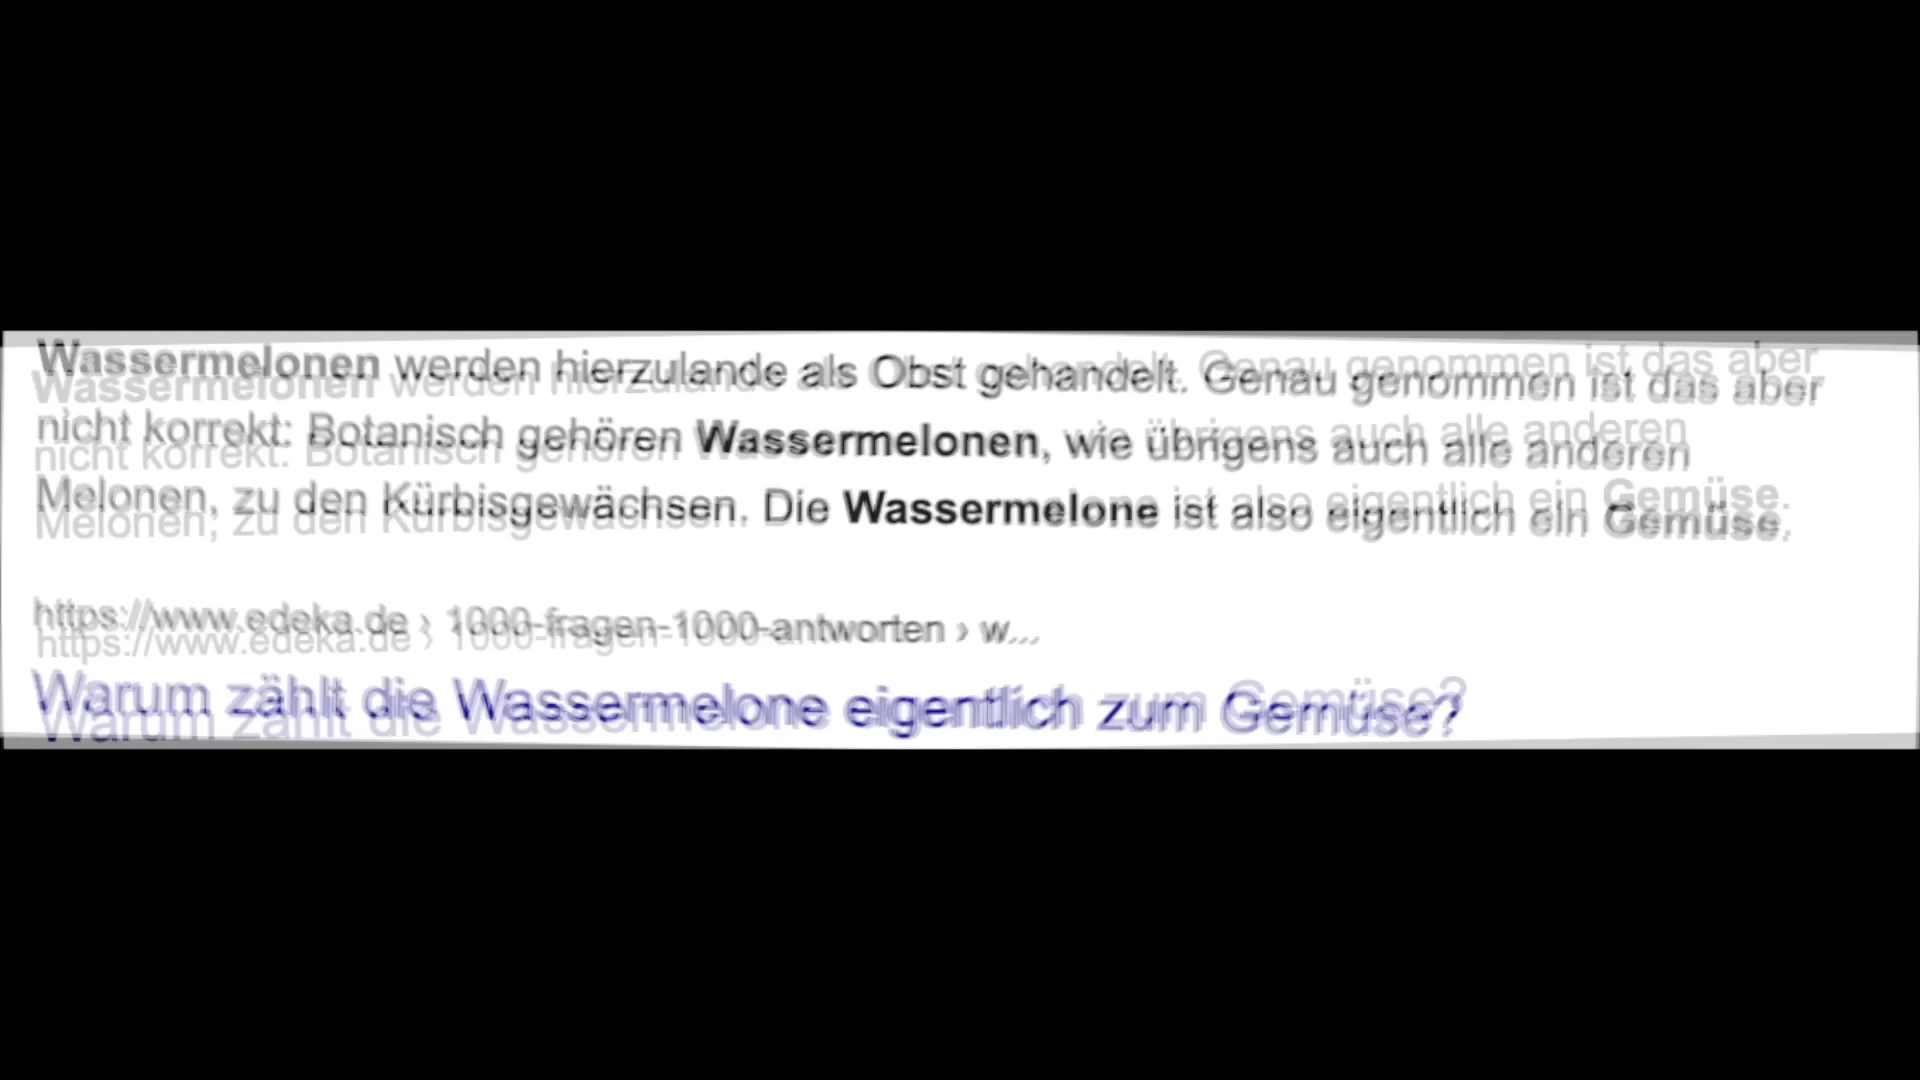 Wassermelonen werden hierzulande als Obst gehandelt. Genau genommen ist das aber
nicht korrekt: Botanisch gehören Wassermelonen, wie übrigens auch alle anderen
Melonen, zu den Kürbisgewächsen. Die Wassermelone ist also eigentlich ein Gemüse.
https://www.edeka.de › 1000-fragen-1000-antworten › w...
Warum zählt die Wassermelone eigentlich zum Gemüse?